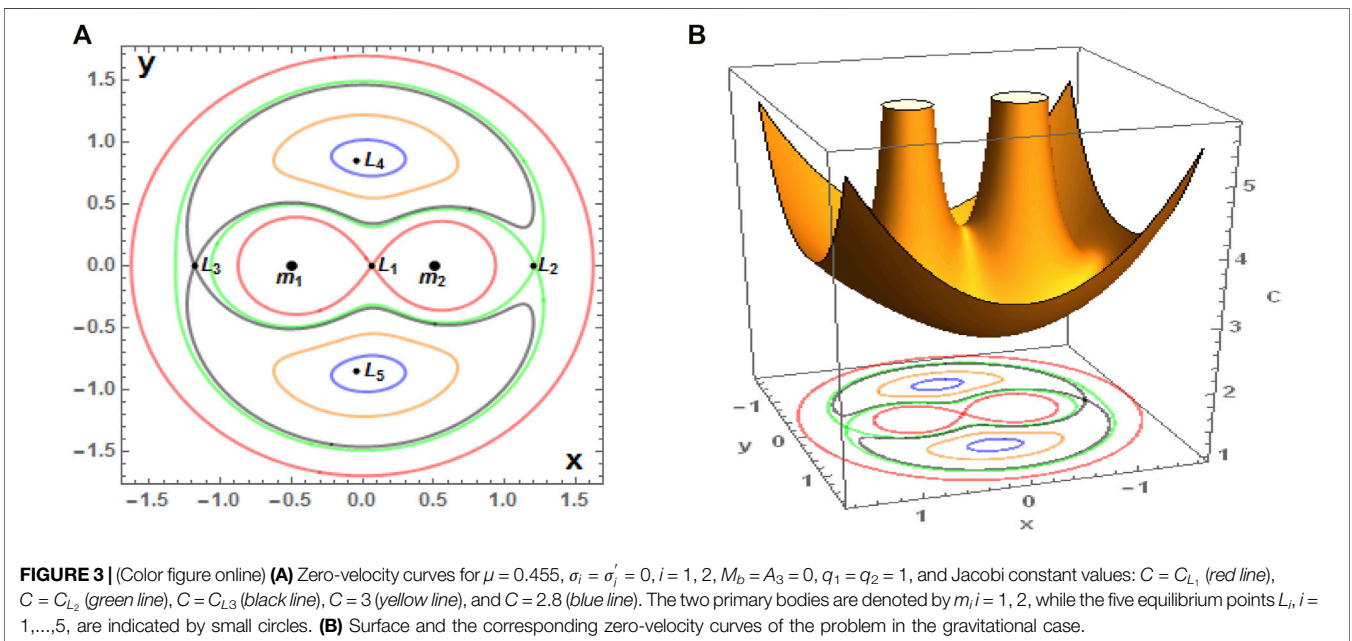 A
B
y
1.5
1.0
0.5
0.0
-0.5
-1.0
-1.5
L4
L3
m1
L1
m2
L2
L5
x
-1.5 -1.0 -0.5 0.0 0.5 1.0 1.5
5
4
C
3
2
1
-1
y
0
1
1
0
x
-1
FIGURE 3 | (Color figure online) (A) Zero-velocity curves for μ = 0.455, σᵢ = σ′ᵢ = 0, i = 1, 2, M_b = A₃ = 0, q₁ = q₂ = 1, and Jacobi constant values: C = C_L₁ (red line),
C = C_L₂ (green line), C = C_L3 (black line), C = 3 (yellow line), and C = 2.8 (blue line). The two primary bodies are denoted by mᵢ i = 1, 2, while the five equilibrium points Lᵢ, i =
1,...,5, are indicated by small circles. (B) Surface and the corresponding zero-velocity curves of the problem in the gravitational case.